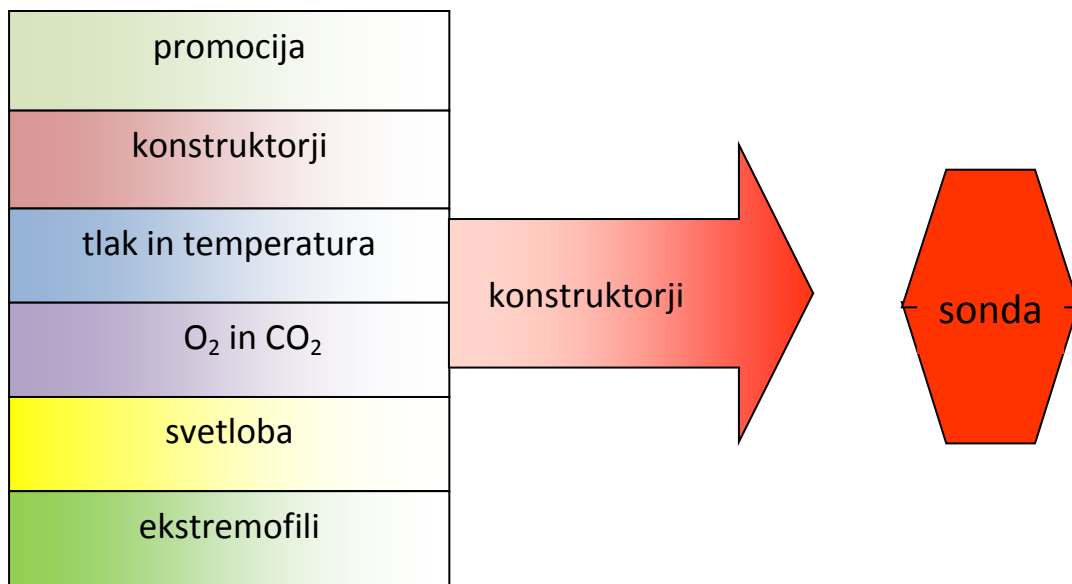 promocija
konstruktorji
tlak in temperatura
O₂ in CO₂
svetloba
ekstremofili
konstruktorji
sonda